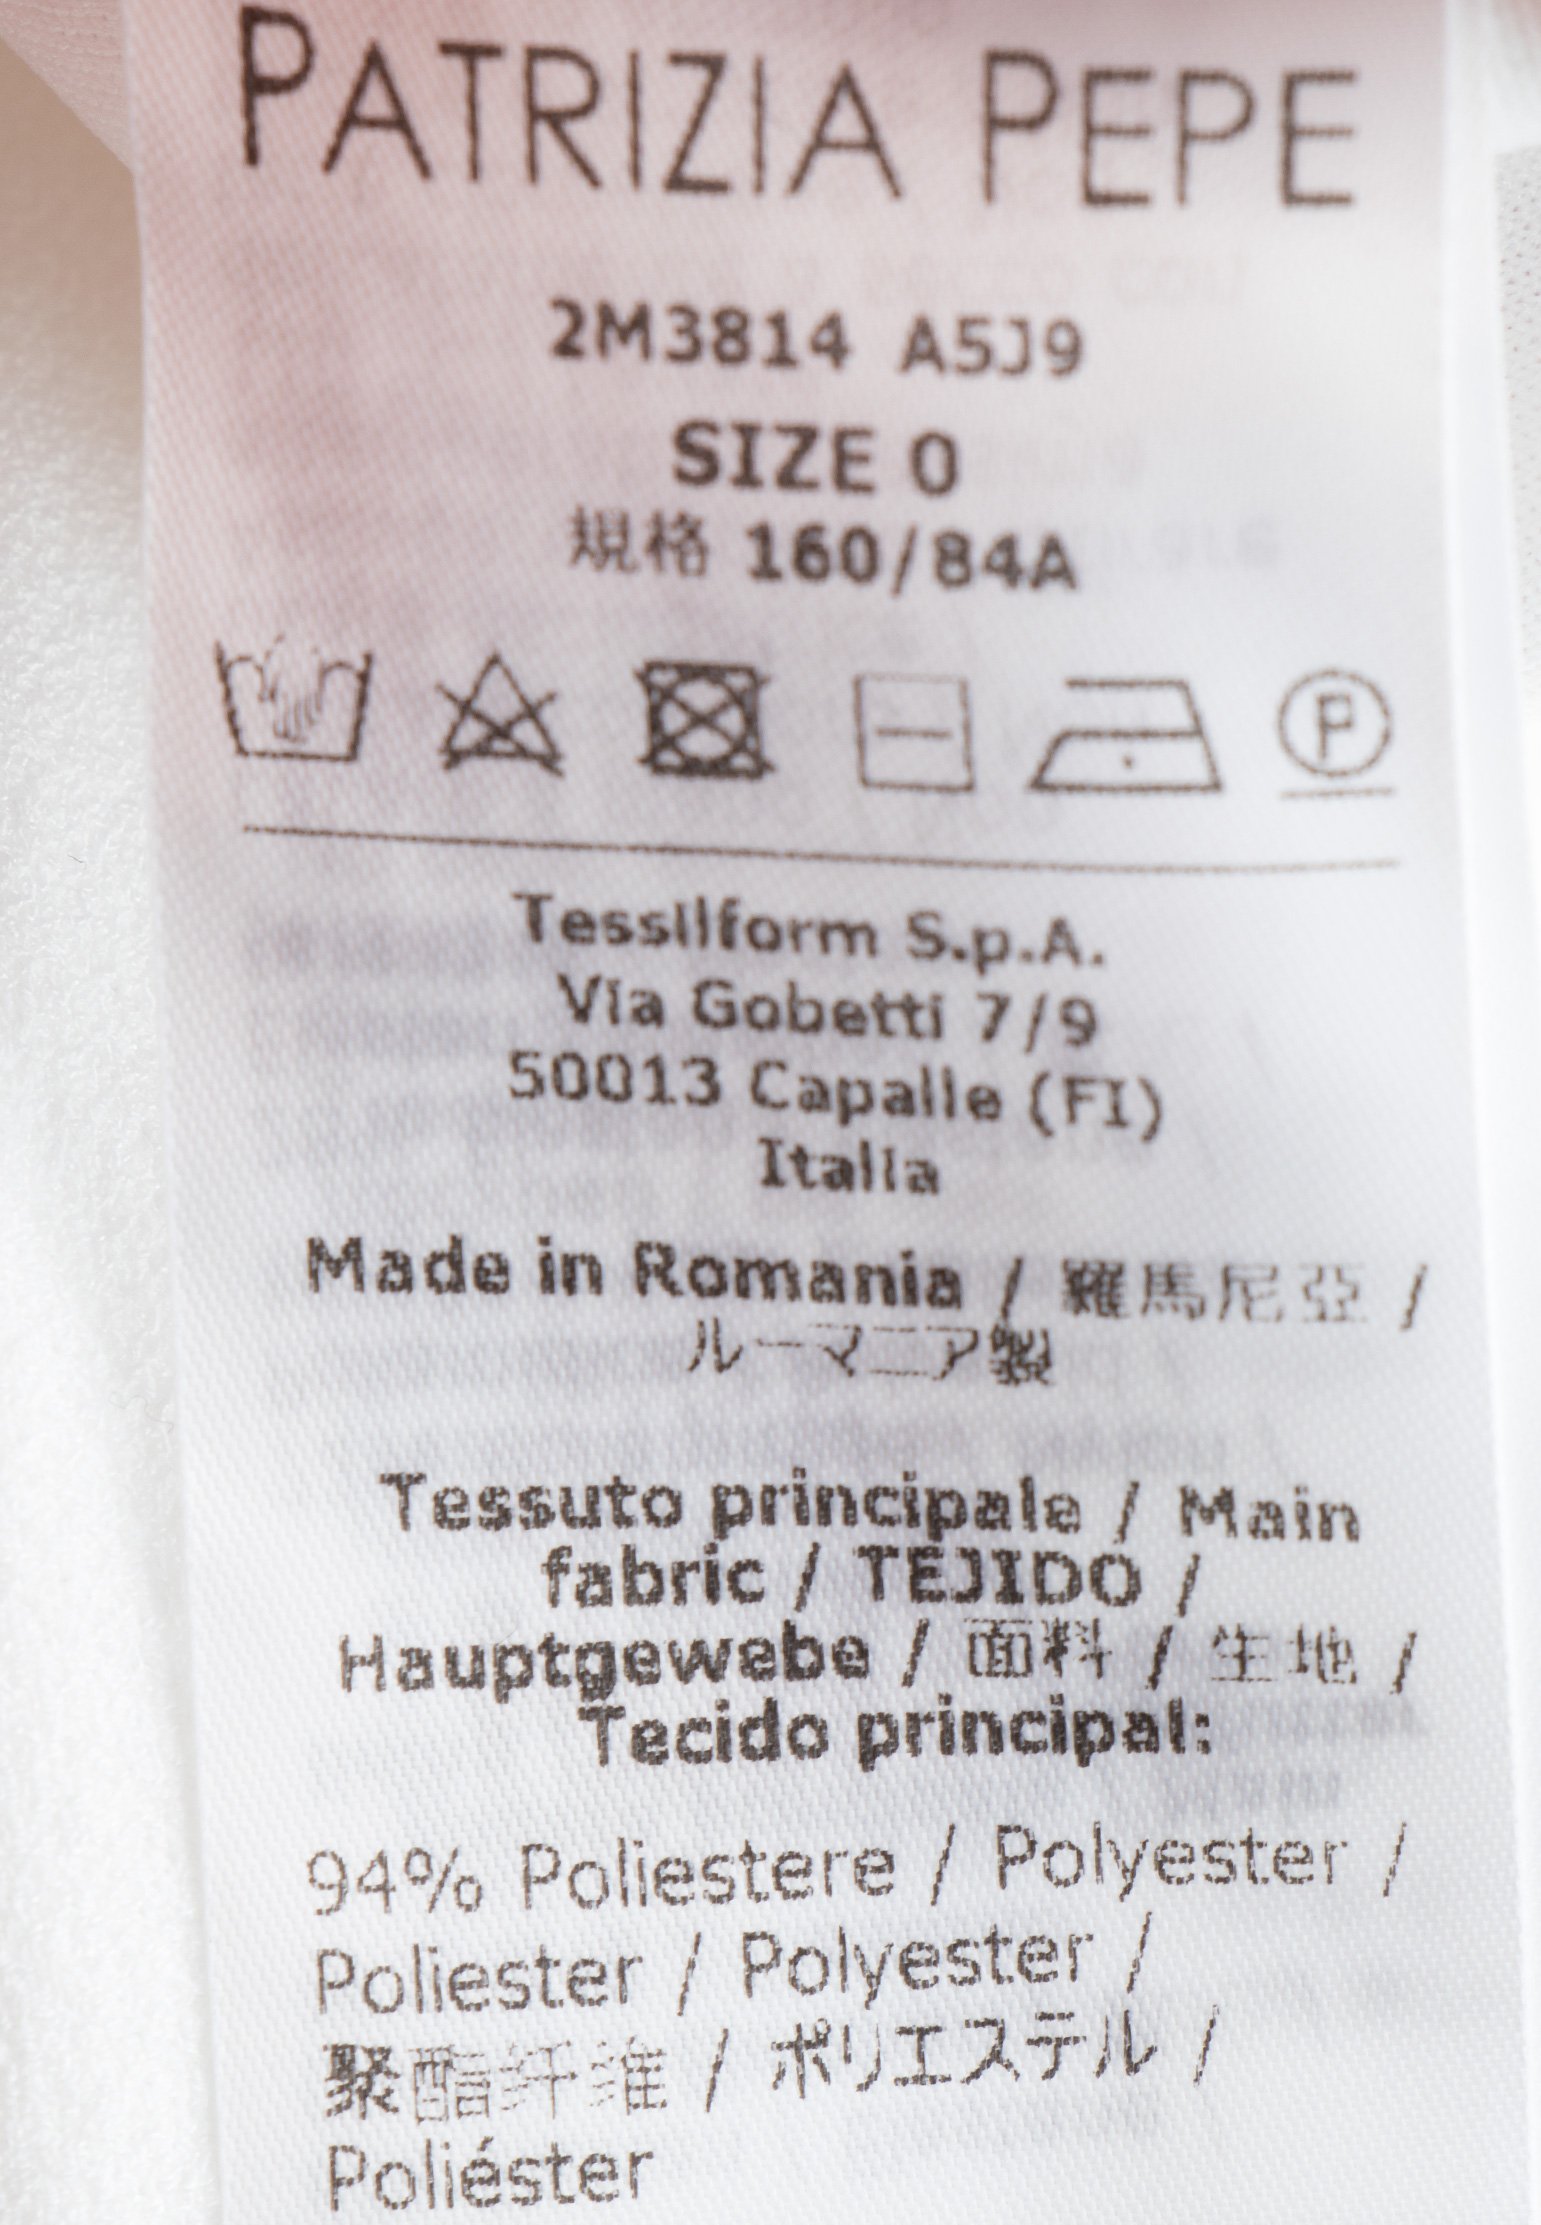 PATRIZIA PEPE
2M3814 A5J9
SIZE 0
規格 160/84A
P
Tessilform S.p.A.
Via Gobetti 7/9
50013 Capalle (FI)
Italia
Made in Romania / 羅馬尼亞 /
ルーマニア製
Tessuto principale / Main
fabric / TEJIDO /
Hauptgewebe / 面料 / 生地 /
Tecido principal:
94% Poliestere / Polyester /
Poliester / Polyester /
聚酯纤维 / ポリエステル /
Poliéster